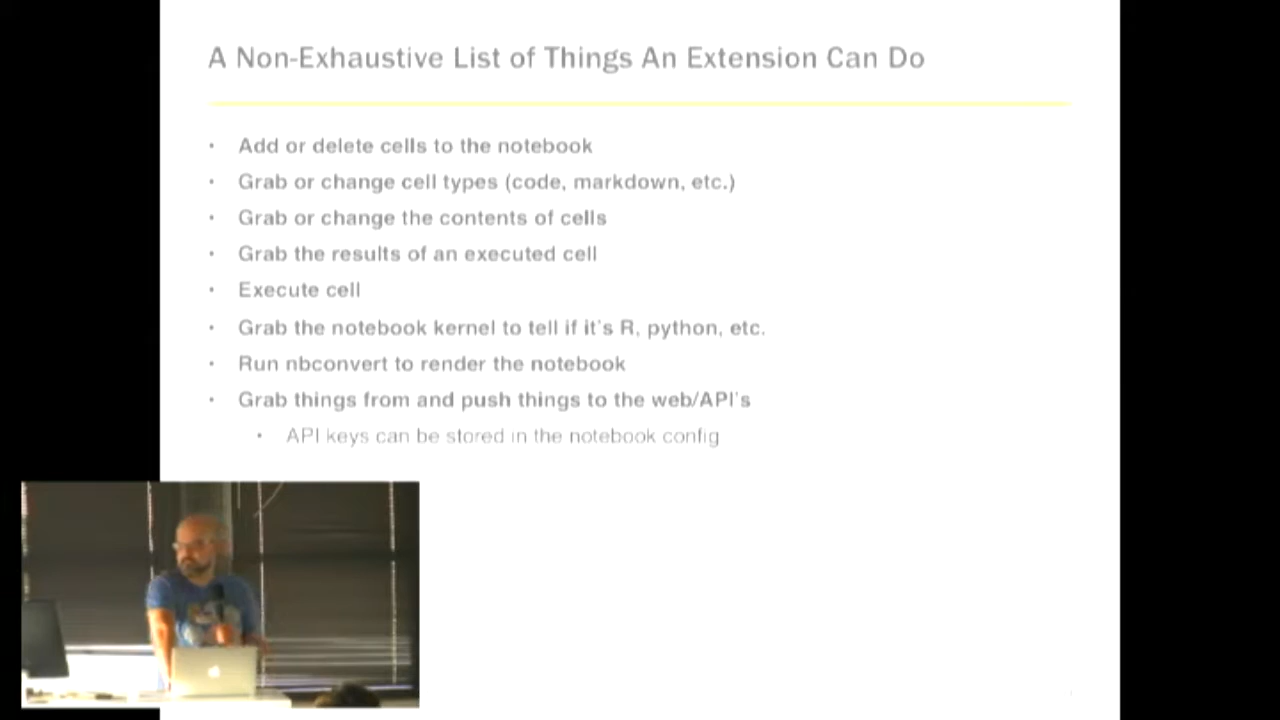 A Non-Exhaustive List of Things An Extension Can Do
• Add or delete cells to the notebook
• Grab or change cell types (code, markdown, etc.)
• Grab or change the contents of cells
• Grab the results of an executed cell
• Execute cell
• Grab the notebook kernel to tell if it's R, python, etc.
• Run nbconvert to render the notebook
• Grab things from and push things to the web/API's
• API keys can be stored in the notebook config